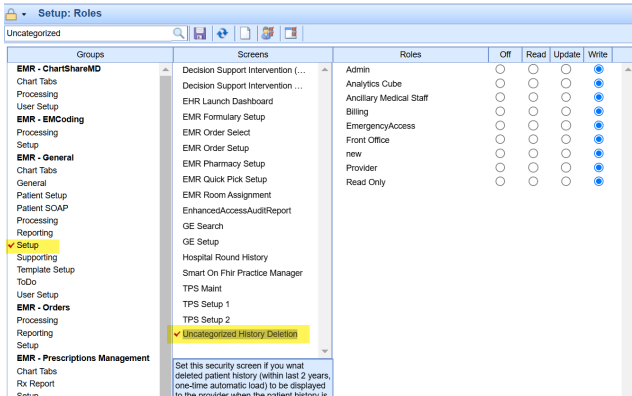 Setup: Roles
Uncategorized
Groups
EMR - ChartShareMD
Chart Tabs
Processing
User Setup
EMR - EMCoding
Processing
Setup
EMR - General
Chart Tabs
General
Patient Setup
Patient SOAP
Processing
Reporting
Setup
Supporting
Template Setup
ToDo
User Setup
EMR - Orders
Processing
Reporting
Setup
EMR - Prescriptions Management
Chart Tabs
Rx Report
Setup
Screens
Decision Support Intervention (...
Decision Support Intervention ...
EHR Launch Dashboard
EMR Formulary Setup
EMR Order Select
EMR Order Setup
EMR Pharmacy Setup
EMR Quick Pick Setup
EMR Room Assignment
EnhancedAccessAuditReport
GE Search
GE Setup
Hospital Round History
Smart On Fhir Practice Manager
TPS Maint
TPS Setup 1
TPS Setup 2
Uncategorized History Deletion
Set this security screen if you wnat
deleted patient history (within last 2 years,
one-time automatic load) to be displayed
to the provider when the patient history is
Roles Off Read Update Write
Admin
Analytics Cube
Ancillary Medical Staff
Billing
EmergencyAccess
Front Office
new
Provider
Read Only